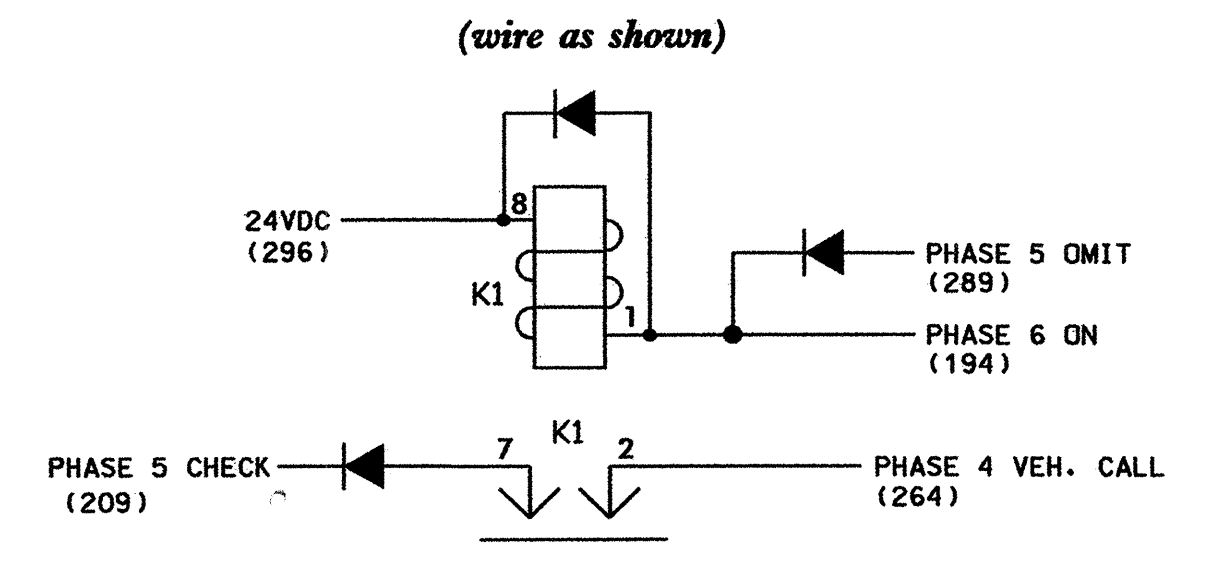 (wire as shown)
8
24VDC
(296)
PHASE 5 OMIT
(289)
K1
1
PHASE 6 ON
(194)
K1
7
2
PHASE 5 CHECK
(209)
PHASE 4 VEH. CALL
(264)